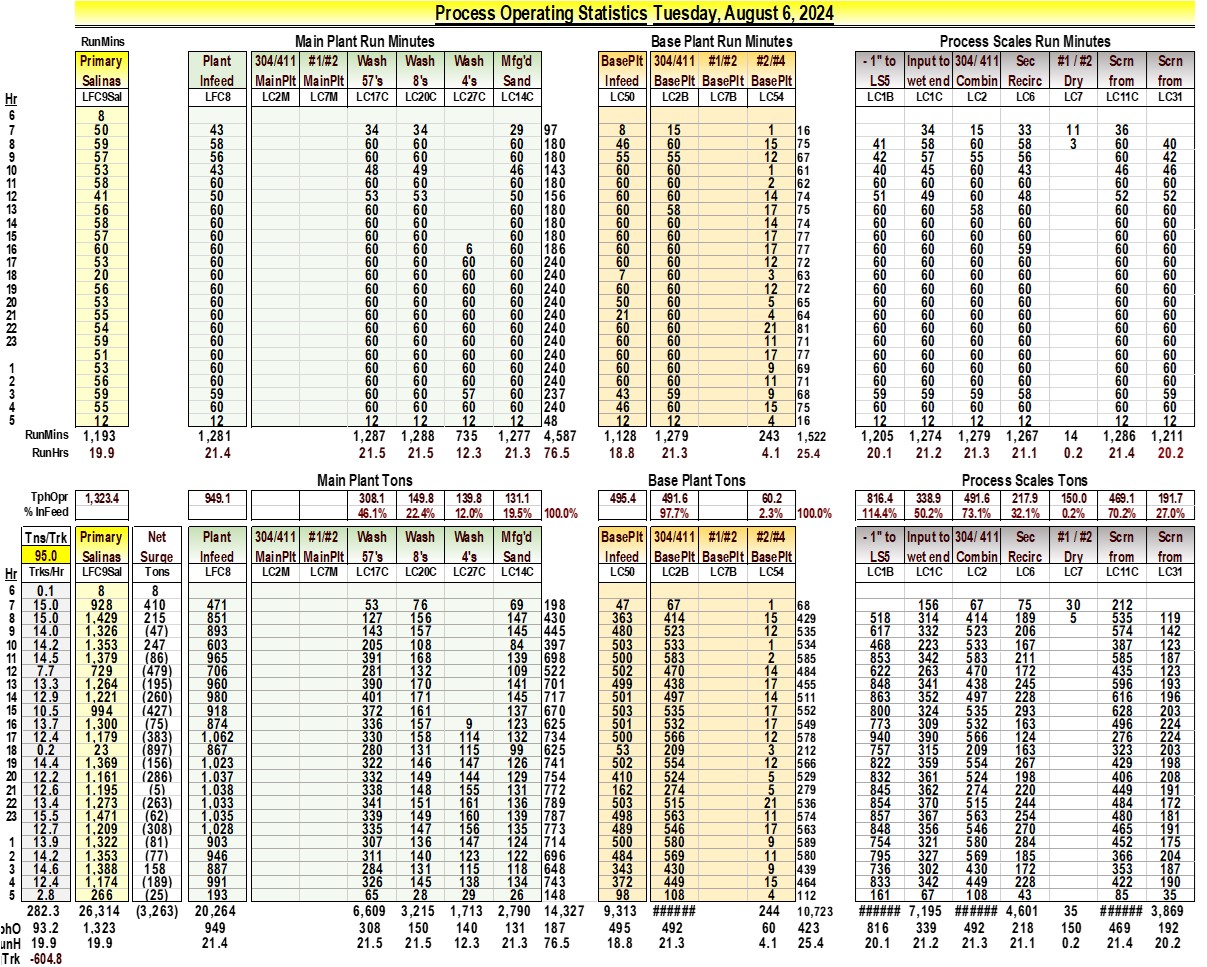 Process Operating Statistics Tuesday, August 6, 2024
RunMins Main Plant Run Minutes Base Plant Run Minutes Process Scales Run Minutes
Primary Plant 304/411 #1/#2 Wash Wash Wash Mfg'd BasePlt 304/411 #1/#2 #2/#4 - 1" to Input to 304/ 411 Sec #1 / #2 Scrn Scrn
Salinas Infeed MainPlt MainPlt 57's 8's 4's Sand Infeed BasePlt BasePlt BasePlt LS5 wet end Combin Recirc Dry from from
Hr LFC9Sal LFC8 LC2M LC7M LC17C LC20C LC27C LC14C LC50 LC2B LC7B LC54 LC1B LC1C LC2 LC6 LC7 LC11C LC31
6 8
7 50 43 34 34 29 97 8 15 1 16 34 15 33 11 36
8 59 58 60 60 60 180 46 60 15 75 41 58 60 58 3 60 40
9 57 56 60 60 60 180 55 55 12 67 42 57 55 56 60 42
10 53 43 48 49 46 143 60 60 1 61 40 45 60 43 46 46
11 58 60 60 60 60 180 60 60 2 62 60 60 60 60 60 60
12 41 50 53 53 50 156 60 60 14 74 51 49 60 48 52 52
13 56 60 60 60 60 180 60 58 17 75 60 60 58 60 60 60
14 58 60 60 60 60 180 60 60 14 74 60 60 60 60 60 60
15 57 60 60 60 60 180 60 60 17 77 60 60 60 60 60 60
16 60 60 60 60 6 60 186 60 60 17 77 60 60 60 59 60 60
17 53 60 60 60 60 60 240 60 60 12 72 60 60 60 60 60 60
18 20 60 60 60 60 60 240 7 60 3 63 60 60 60 60 60 60
19 56 60 60 60 60 60 240 60 60 12 72 60 60 60 60 60 60
20 53 60 60 60 60 60 240 50 60 5 65 60 60 60 60 60 60
21 55 60 60 60 60 60 240 21 60 4 64 60 60 60 60 60 60
22 54 60 60 60 60 60 240 60 60 21 81 60 60 60 60 60 60
23 59 60 60 60 60 60 240 60 60 11 71 60 60 60 60 60 60
51 60 60 60 60 60 240 60 60 17 77 60 60 60 60 60 60
1 53 60 60 60 60 60 240 60 60 9 69 60 60 60 60 60 60
2 56 60 60 60 60 60 240 60 60 11 71 60 60 60 60 60 60
3 59 59 60 60 57 60 237 43 59 9 68 59 59 59 58 60 59
4 55 60 60 60 60 60 240 46 60 15 75 60 60 60 60 60 60
5 12 12 12 12 12 12 48 12 12 4 16 12 12 12 12 12 12
RunMins 1,193 1,281 1,287 1,288 735 1,277 4,587 1,128 1,279 243 1,522 1,205 1,274 1,279 1,267 14 1,286 1,211
RunHrs 19.9 21.4 21.5 21.5 12.3 21.3 76.5 18.8 21.3 4.1 25.4 20.1 21.2 21.3 21.1 0.2 21.4 20.2
Main Plant Tons Base Plant Tons Process Scales Tons
TphOpr 1,323.4 949.1 308.1 149.8 139.8 131.1 495.4 491.6 60.2 816.4 338.9 491.6 217.9 150.0 469.1 191.7
% InFeed 46.1% 22.4% 12.0% 19.5% 100.0% 97.7% 2.3% 100.0% 114.4% 50.2% 73.1% 32.1% 0.2% 70.2% 27.0%
Tns/Trk Primary Net Plant 304/411 #1/#2 Wash Wash Wash Mfg'd BasePlt 304/411 #1/#2 #2/#4 - 1" to Input to 304/ 411 Sec #1 / #2 Scrn Scrn
95.0 Salinas Surge Infeed MainPlt MainPlt 57's 8's 4's Sand Infeed BasePlt BasePlt BasePlt LS5 wet end Combin Recirc Dry from from
Hr Trks/Hr LFC9Sal Tons LFC8 LC2M LC7M LC17C LC20C LC27C LC14C LC50 LC2B LC7B LC54 LC1B LC1C LC2 LC6 LC7 LC11C LC31
6 0.1 8 8
7 15.0 928 410 471 53 76 69 198 47 67 1 68 156 67 75 30 212
8 15.0 1,429 215 851 127 156 147 430 363 414 15 429 518 314 414 189 5 535 119
9 14.0 1,326 (47) 893 143 157 145 445 480 523 12 535 617 332 523 206 574 142
10 14.2 1,353 247 603 205 108 84 397 503 533 1 534 468 223 533 167 387 123
11 14.5 1,379 (86) 965 391 168 139 698 500 583 2 585 853 342 583 211 585 187
12 7.7 729 (479) 706 281 132 109 522 502 470 14 484 622 263 470 172 435 123
13 13.3 1,264 (195) 960 390 170 141 701 499 438 17 455 848 341 438 245 596 193
14 12.9 1,221 (260) 980 401 171 145 717 501 497 14 511 863 352 497 228 616 196
15 10.5 994 (427) 918 372 161 137 670 503 535 17 552 800 324 535 293 628 203
16 13.7 1,300 (75) 874 336 157 9 123 625 501 532 17 549 773 309 532 163 496 224
17 12.4 1,179 (383) 1,062 330 158 114 132 734 500 566 12 578 940 390 566 124 276 224
18 0.2 23 (897) 867 280 131 115 99 625 53 209 3 212 757 315 209 163 323 203
19 14.4 1,369 (156) 1,023 322 146 147 126 741 502 554 12 566 822 359 554 267 429 198
20 12.2 1,161 (286) 1,037 332 149 144 129 754 410 524 5 529 832 361 524 198 406 208
21 12.6 1,195 (5) 1,038 338 148 155 131 772 162 274 5 279 845 362 274 220 449 191
22 13.4 1,273 (263) 1,033 341 151 161 136 789 503 515 21 536 854 370 515 244 484 172
23 15.5 1,471 (62) 1,035 339 149 160 139 787 498 563 11 574 857 367 563 254 480 181
12.7 1,209 (308) 1,028 335 147 156 135 773 489 546 17 563 848 356 546 270 465 191
1 13.9 1,322 (81) 903 307 136 147 124 714 500 580 9 589 754 321 580 284 452 175
2 14.2 1,353 (77) 946 311 140 123 122 696 484 569 11 580 795 327 569 185 366 204
3 14.6 1,388 158 887 284 131 115 118 648 343 430 9 439 736 302 430 172 353 187
4 12.4 1,174 (189) 991 326 145 138 134 743 372 449 15 464 833 342 449 228 422 190
5 2.8 266 (25) 193 65 28 29 26 148 98 108 4 112 161 67 108 43 85 35
282.3 26,314 (3,263) 20,264 6,609 3,215 1,713 2,790 14,327 9,313 ###### 244 10,723 ###### 7,195 ###### 4,601 35 ###### 3,869
phO 93.2 1,323 949 308 150 140 131 187 495 492 60 423 816 339 492 218 150 469 192
unH 19.9 19.9 21.4 21.5 21.5 12.3 21.3 76.5 18.8 21.3 4.1 25.4 20.1 21.2 21.3 21.1 0.2 21.4 20.2
Trk -604.8